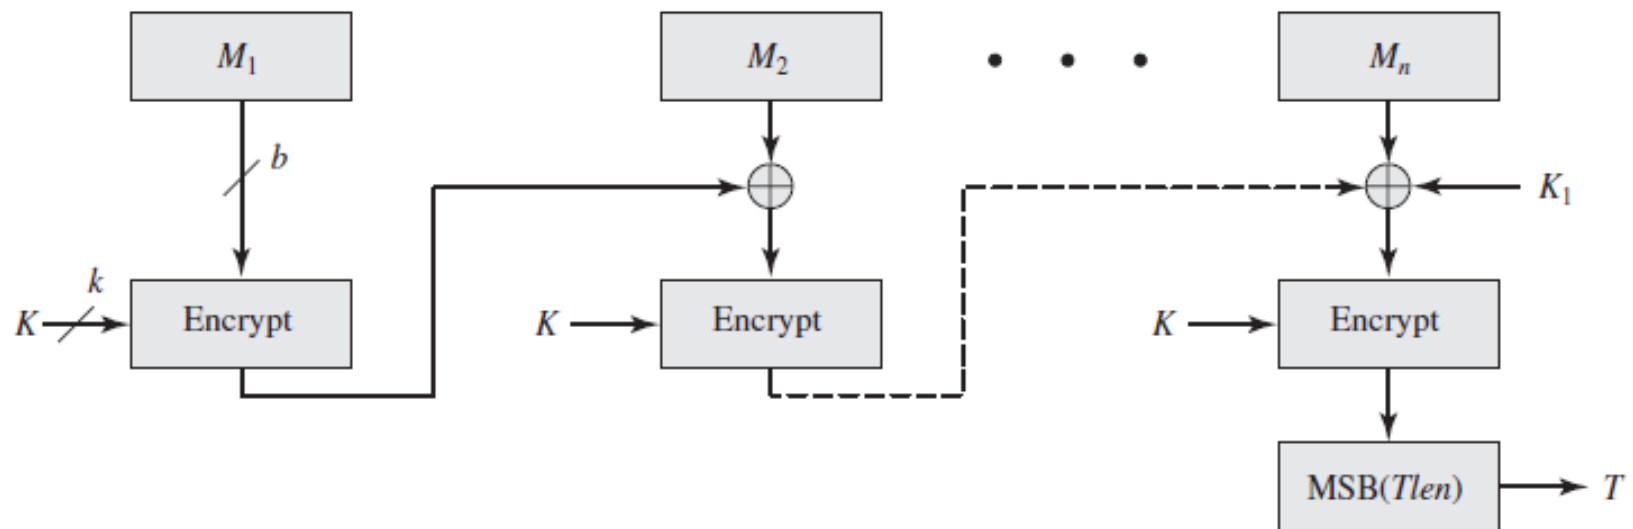 M₁ M₂ • • • Mₙ
b
K₁
k
K Encrypt K Encrypt K Encrypt
MSB(Tlen) T